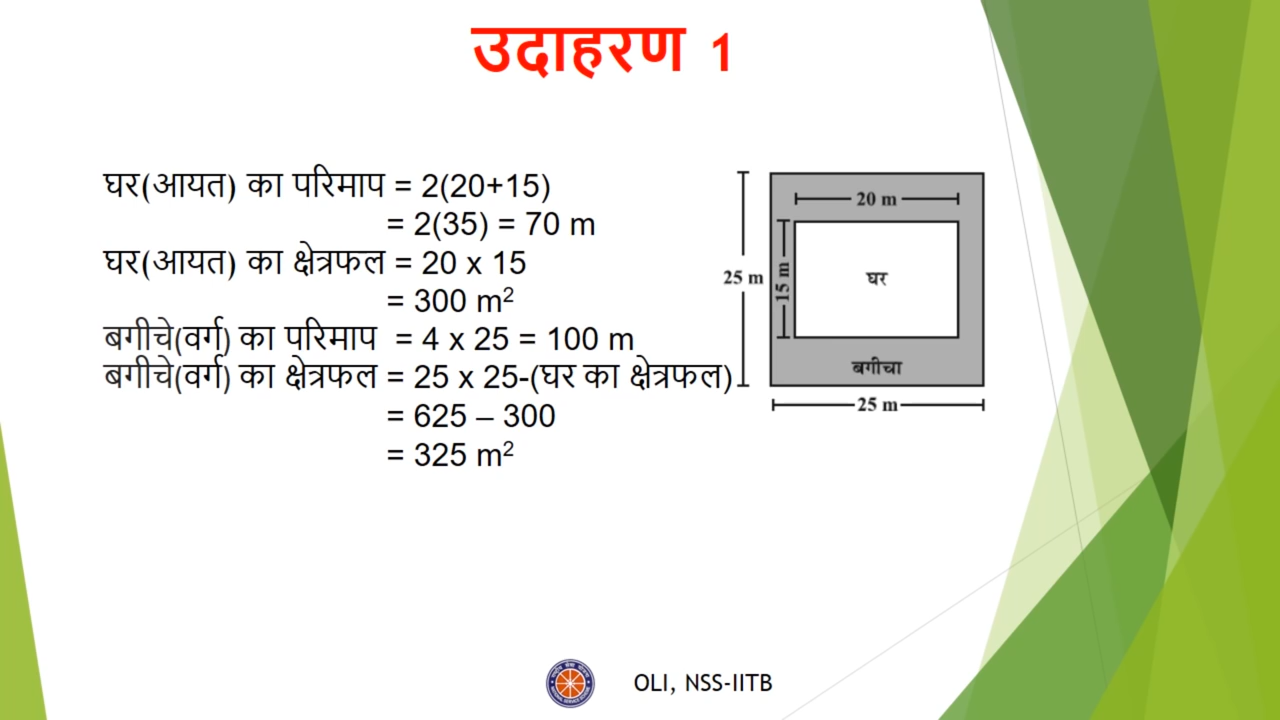 उदाहरण 1
घर(आयत) का परिमाप = 2(20+15)
= 2(35) = 70 m
घर(आयत) का क्षेत्रफल = 20 x 15
= 300 m²
बगीचे(वर्ग) का परिमाप = 4 x 25 = 100 m
बगीचे(वर्ग) का क्षेत्रफल = 25 x 25-(घर का क्षेत्रफल)
= 625 – 300
= 325 m²
20 m
25 m
15 m
घर
बगीचा
25 m
OLI, NSS-IITB